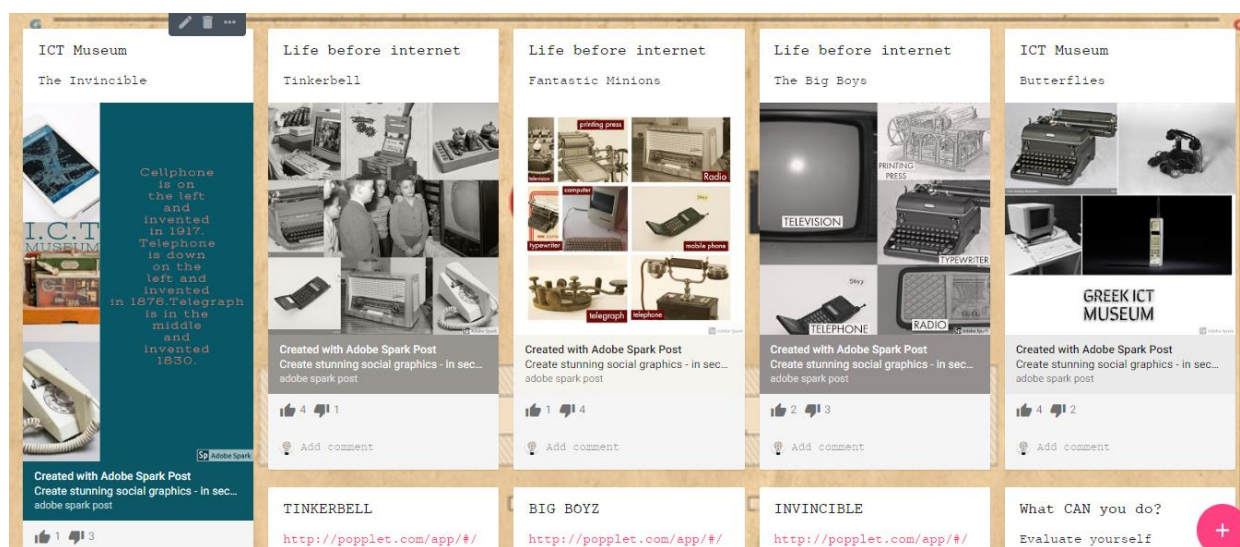 ICT Museum
The Invincible
Cellphone
is on
the left
and
invented
in 1917.
Telephone
is down
on the
left and
invented
in 1876.Telegraph
is in the
middle
and
invented
1830.
I.C.T
MUSEUM
Sp Adobe Spark
Created with Adobe Spark Post
Create stunning social graphics - in sec...
adobe spark post
1 3
Life before internet
Tinkerbell
Created with Adobe Spark Post
Create stunning social graphics - in sec...
adobe spark post
4 1
Add comment
Life before internet
Fantastic Minions
printing press
television
Radio
computer
typewriter
mobile phone
telegraph
telephone
Created with Adobe Spark Post
Create stunning social graphics - in sec...
adobe spark post
1 4
Add comment
Life before internet
The Big Boys
PRINTING
PRESS
TELEVISION
TYPEWRITER
TELEPHONE
RADIO
Created with Adobe Spark Post
Create stunning social graphics - in sec...
adobe spark post
2 3
Add comment
ICT Museum
Butterflies
GREEK ICT
MUSEUM
Created with Adobe Spark Post
Create stunning social graphics - in sec...
adobe spark post
4 2
Add comment
TINKERBELL
http://popplet.com/app/#/
BIG BOYZ
http://popplet.com/app/#/
INVINCIBLE
http://popplet.com/app/#/
What CAN you do?
Evaluate yourself